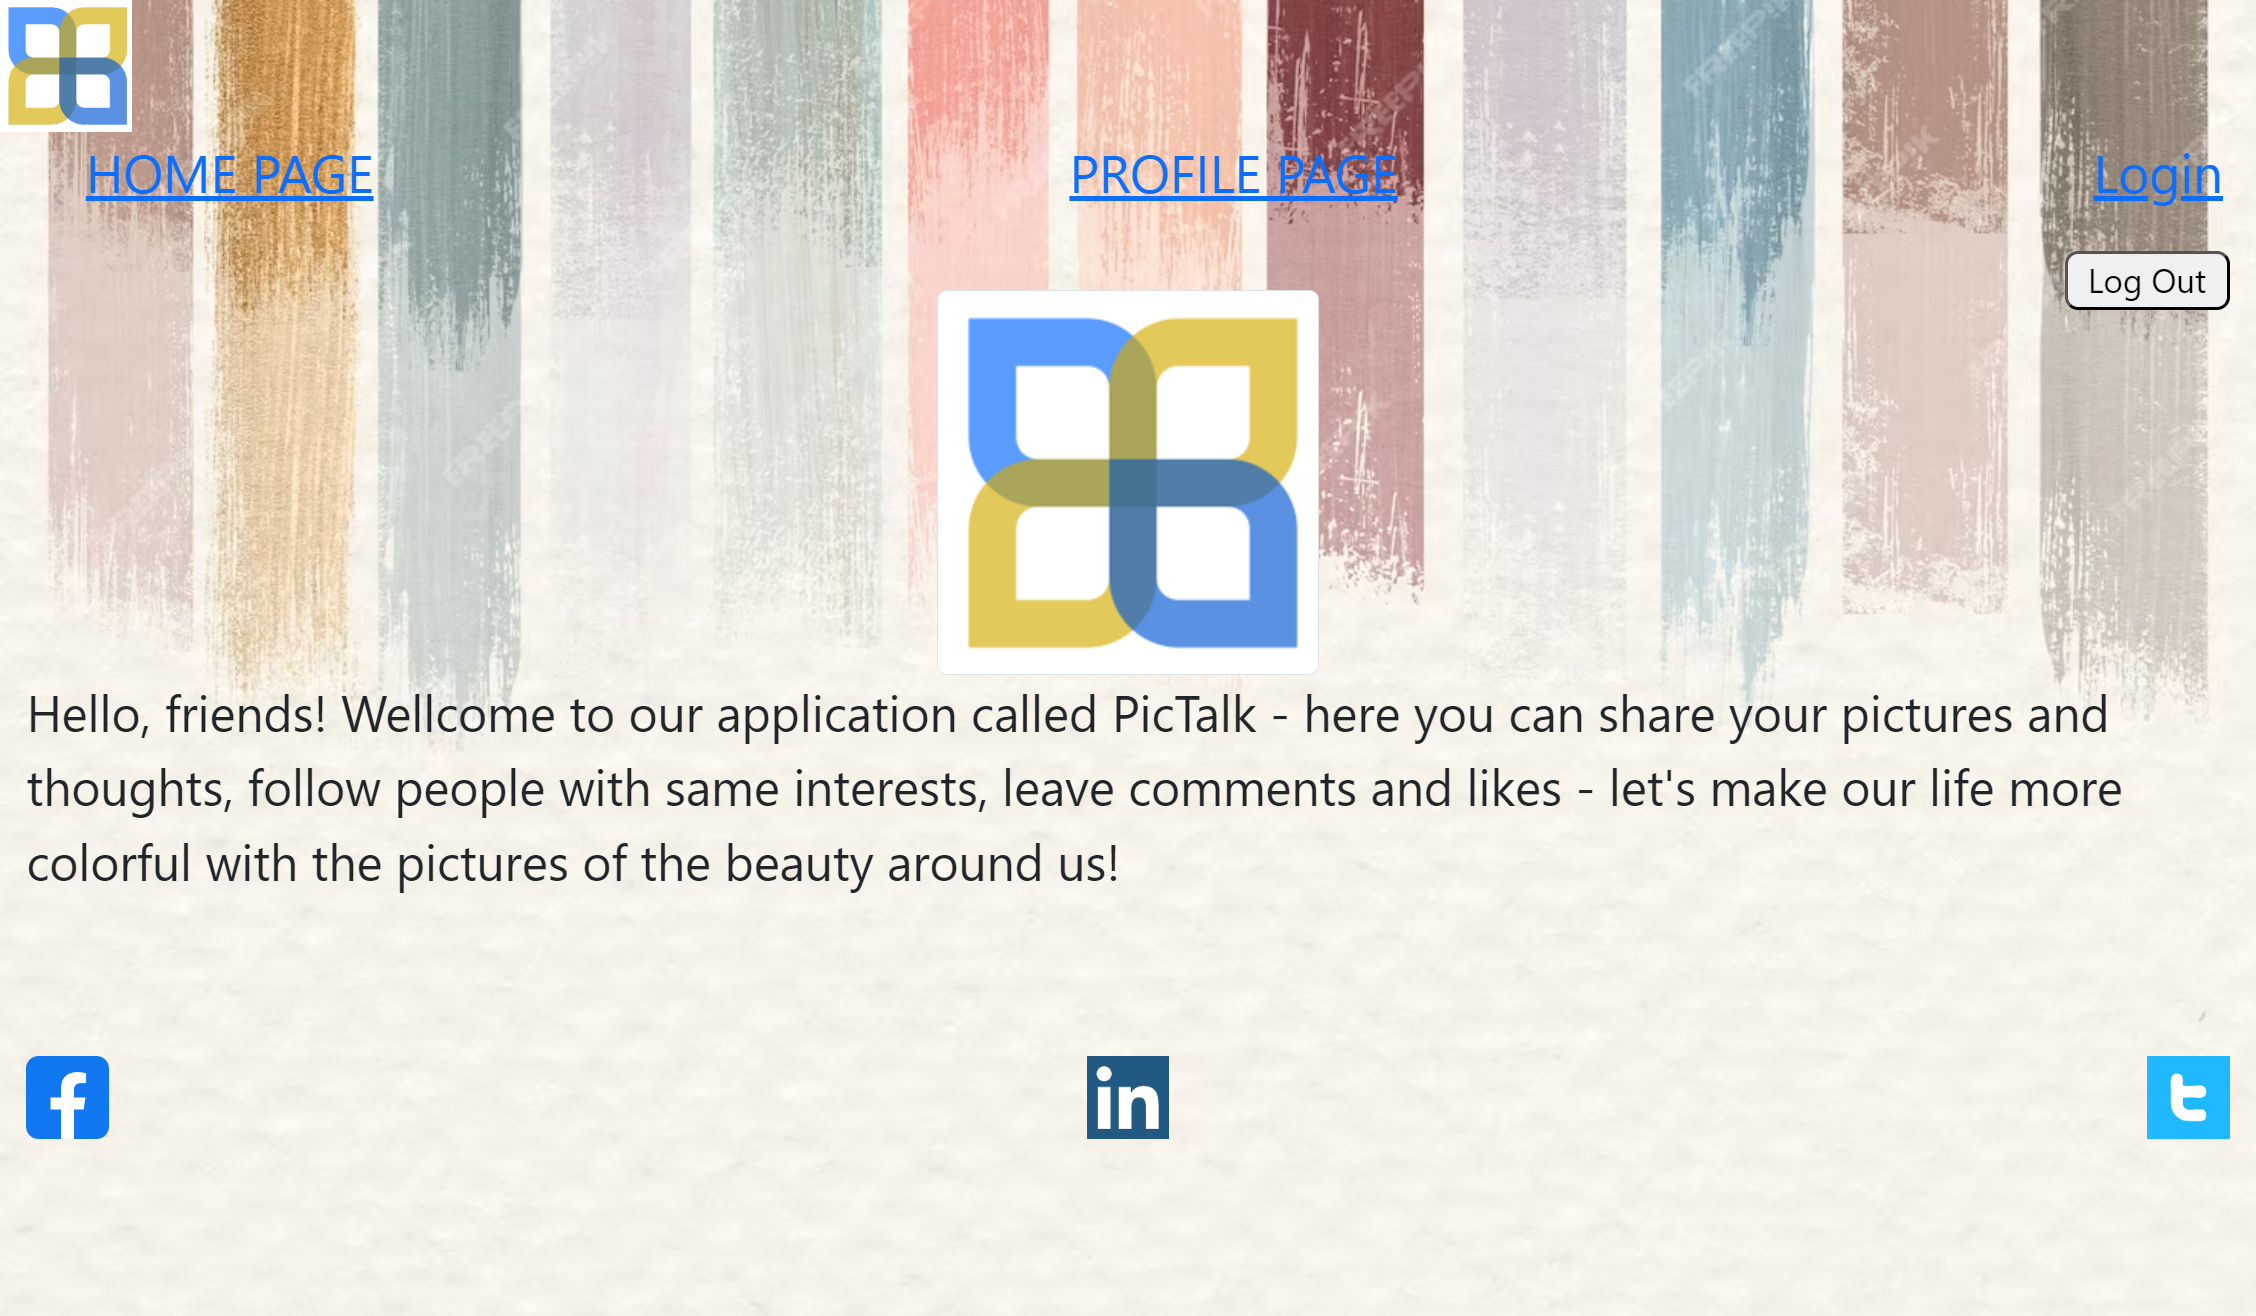 HOME PAGE
PROFILE PAGE
Login
Log Out
Hello, friends! Wellcome to our application called PicTalk - here you can share your pictures and
thoughts, follow people with same interests, leave comments and likes - let's make our life more
colorful with the pictures of the beauty around us!
f
in
t